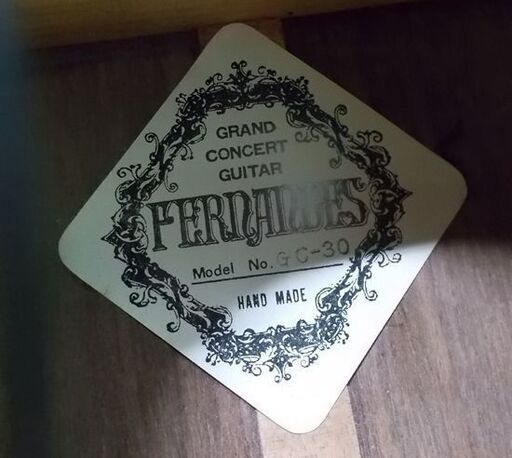 GRAND
CONCERT
GUITAR
FERNANDES
Model No. GC-30
HAND MADE